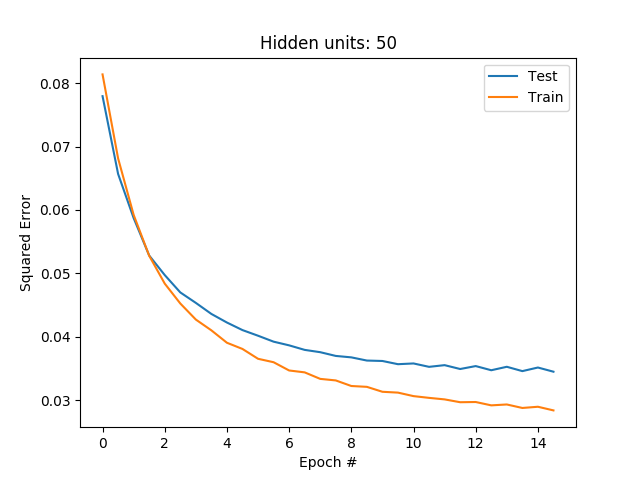 Hidden units: 50
Test
Train
0.08
0.07
0.06
0.05
0.04
0.03
Squared Error
0 2 4 6 8 10 12 14
Epoch #